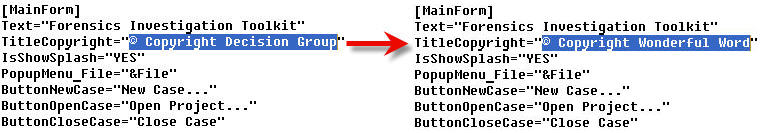 [MainForm]
Text="Forensics Investigation Toolkit"
TitleCopyright="© Copyright Decision Group"
IsShowSplash="YES"
PopupMenu_File="&File"
ButtonNewCase="New Case..."
ButtonOpenCase="Open Project..."
ButtonCloseCase="Close Case"
[MainForm]
Text="Forensics Investigation Toolkit"
TitleCopyright="© Copyright Wonderful Word"
IsShowSplash="YES"
PopupMenu_File="&File"
ButtonNewCase="New Case..."
ButtonOpenCase="Open Project..."
ButtonCloseCase="Close Case"